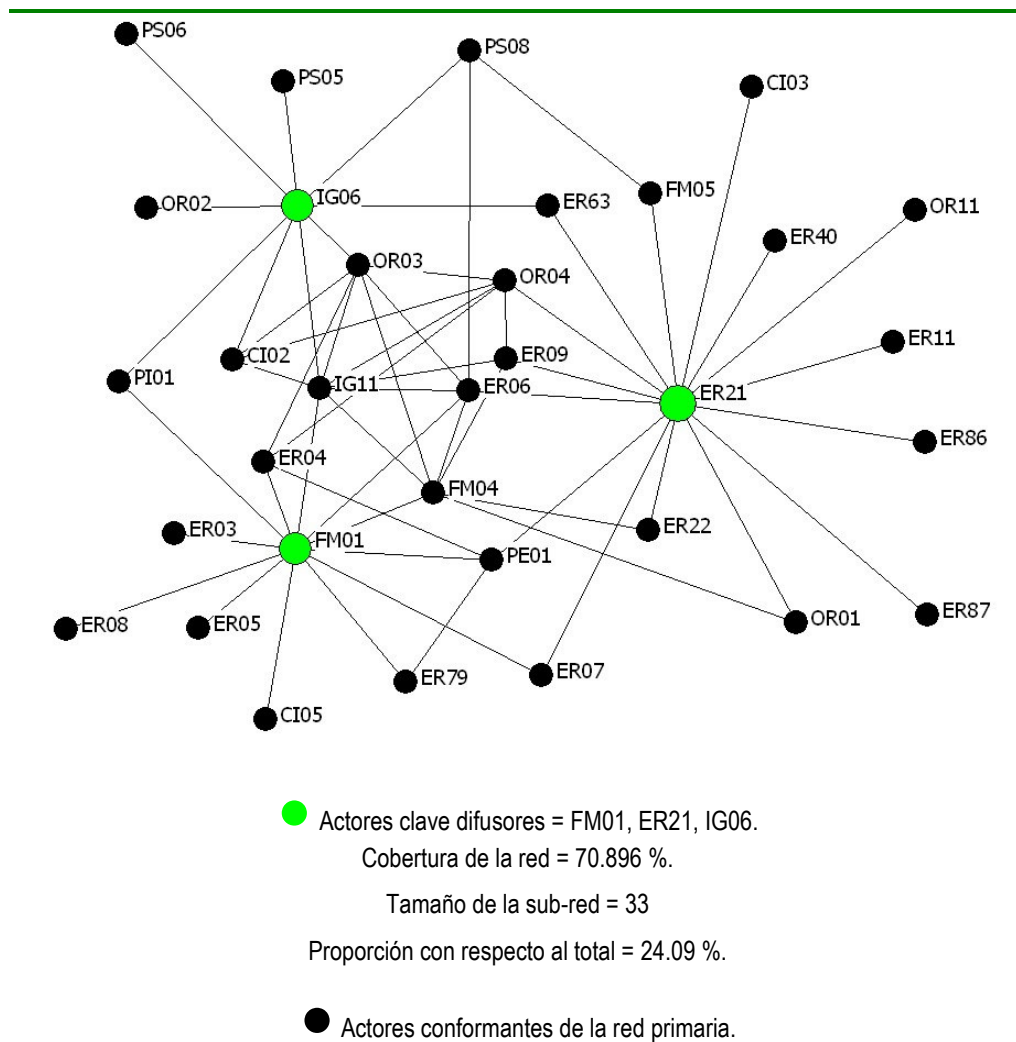 PS06
PS08
PS05
CI03
FM05
OR02
IG06
ER63
OR11
ER40
OR03
OR04
ER11
CI02
ER09
PI01
IG11
ER06
ER21
ER86
ER04
FM04
ER03
FM01
ER22
PE01
ER08
ER05
OR01
ER87
ER79
ER07
CI05
Actores clave difusores = FM01, ER21, IG06.
Cobertura de la red = 70.896 %.
Tamaño de la sub-red = 33
Proporción con respecto al total = 24.09 %.
Actores conformantes de la red primaria.